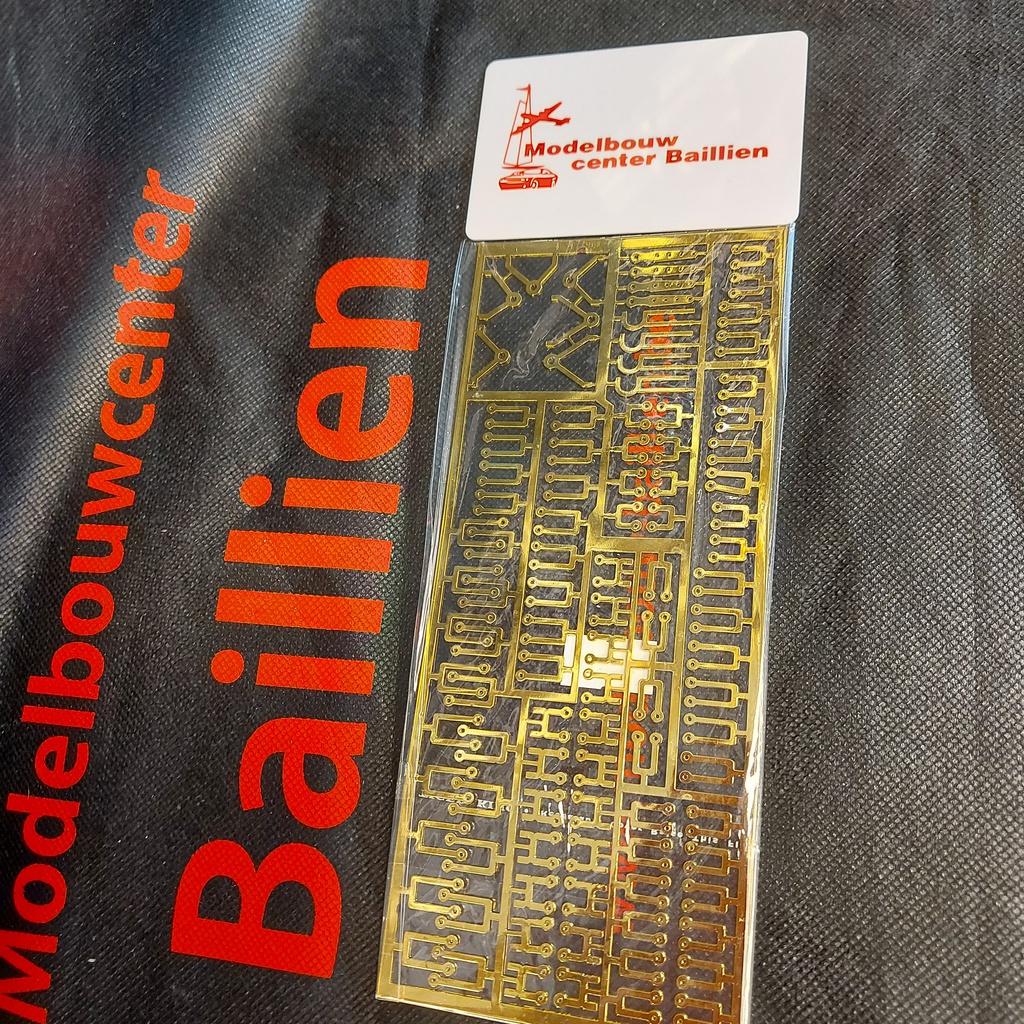 Modelbouw
center Baillien
Modelbouwcenter
Baillien